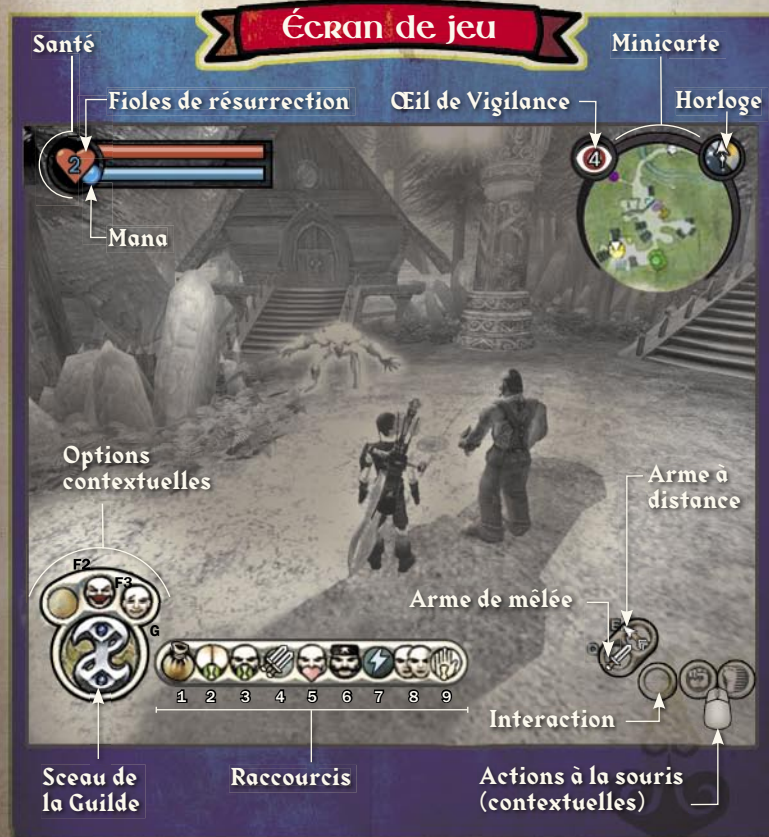 Écran de jeu
Santé
Minicarte
Fioles de résurrection
Œil de Vigilance
Horloge
2
4
Mana
Options
contextuelles
Arme à
distance
F2
F3
G
Arme de mêlée
E
Q
F
1 2 3 4 5 6 7 8 9
Interaction
Sceau de
la Guilde
Raccourcis
Actions à la souris
(contextuelles)